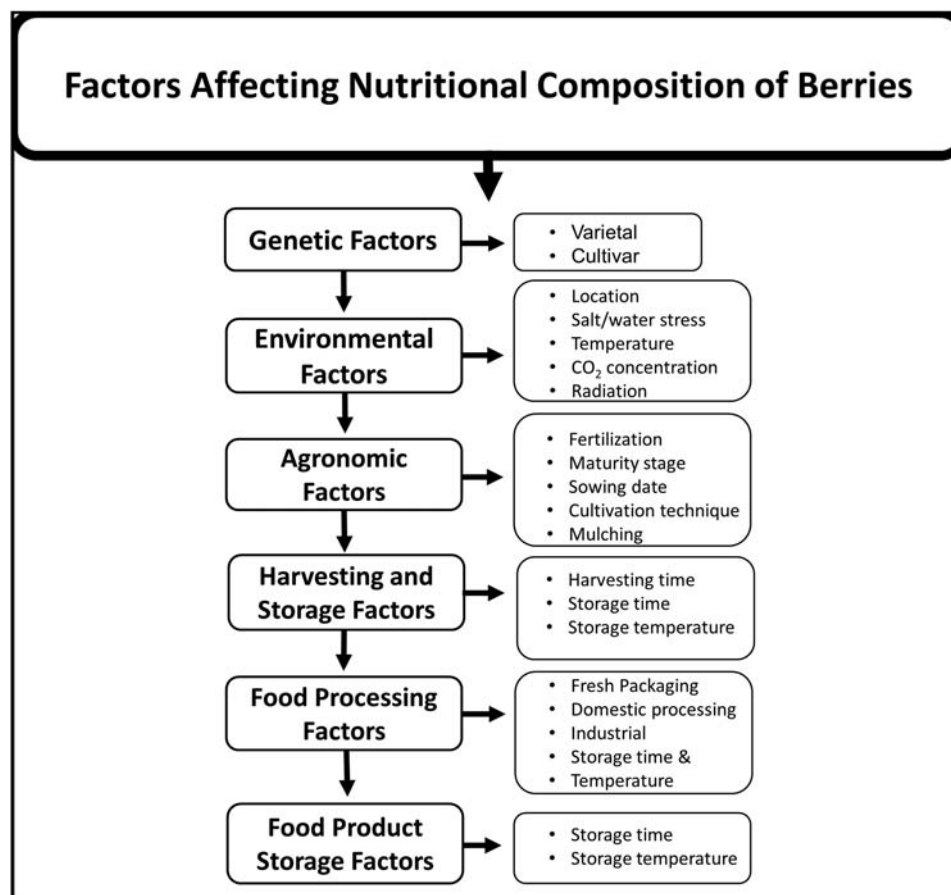 Factors Affecting Nutritional Composition of Berries
Genetic Factors
• Varietal
• Cultivar
Environmental
Factors
• Location
• Salt/water stress
• Temperature
• CO₂ concentration
• Radiation
Agronomic
Factors
• Fertilization
• Maturity stage
• Sowing date
• Cultivation technique
• Mulching
Harvesting and
Storage Factors
• Harvesting time
• Storage time
• Storage temperature
Food Processing
Factors
• Fresh Packaging
• Domestic processing
• Industrial
• Storage time &
• Temperature
Food Product
Storage Factors
• Storage time
• Storage temperature